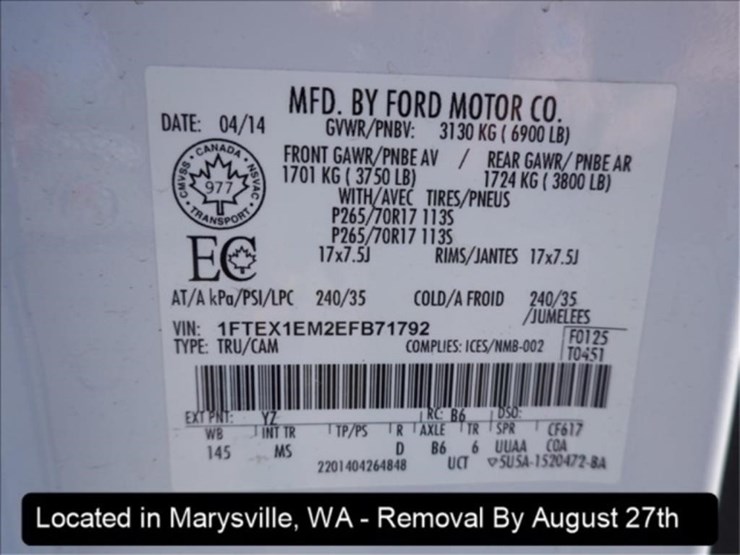 MFD. BY FORD MOTOR CO.
DATE: 04/14 GVWR/PNBV: 3130 KG ( 6900 LB)
FRONT GAWR/PNBE AV / REAR GAWR/ PNBE AR
1701 KG ( 3750 LB) 1724 KG ( 3800 LB)
WITH/AVEC TIRES/PNEUS
P265/70R17 113S
P265/70R17 113S
17x7.5J RIMS/JANTES 17x7.5J
CMVSS · CANADA · NSVAC
977
TRANSPORT
EC
AT/A kPa/PSI/LPC 240/35 COLD/A FROID 240/35
/JUMELEES
VIN: 1FTEX1EM2EFB71792
TYPE: TRU/CAM COMPLIES: ICES/NMB-002
F0125
T0451
EXT PNT: YZ RC: B6 DSO:
WB INT TR TP/PS R AXLE TR SPR CF617
145 MS D B6 6 UUAA COA
2201404264848 UCT ▽5U5A-1520472-BA
Located in Marysville, WA - Removal By August 27th